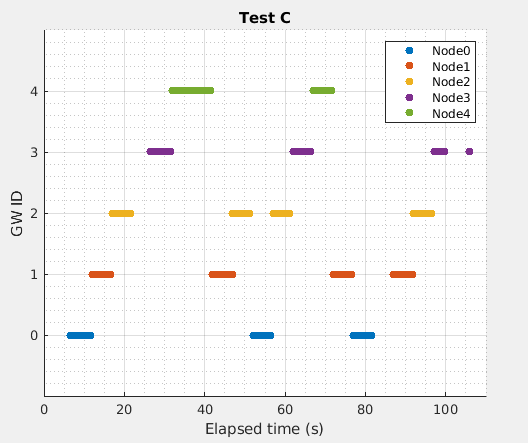 Test C
Node0
Node1
Node2
Node3
Node4
GW ID
4
3
2
1
0
0 20 40 60 80 100
Elapsed time (s)